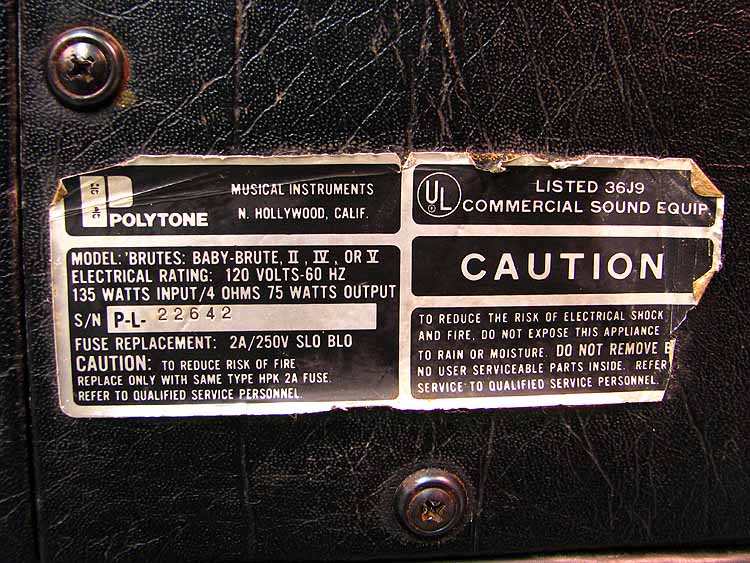 POLYTONE
MUSICAL INSTRUMENTS
N. HOLLYWOOD, CALIF.
MODEL: 'BRUTES: BABY-BRUTE, II, IV, OR V
ELECTRICAL RATING: 120 VOLTS-60 HZ
135 WATTS INPUT/4 OHMS 75 WATTS OUTPUT
S/N P-L- 22642
FUSE REPLACEMENT: 2A/250V SLO BLO
CAUTION: TO REDUCE RISK OF FIRE
REPLACE ONLY WITH SAME TYPE HPK 2A FUSE.
REFER TO QUALIFIED SERVICE PERSONNEL.
UL
LISTED 36J9
COMMERCIAL SOUND EQUIP.
CAUTION
TO REDUCE THE RISK OF ELECTRICAL SHOCK
AND FIRE, DO NOT EXPOSE THIS APPLIANCE
TO RAIN OR MOISTURE. DO NOT REMOVE
NO USER SERVICEABLE PARTS INSIDE. REFER
SERVICE TO QUALIFIED SERVICE PERSONNEL.